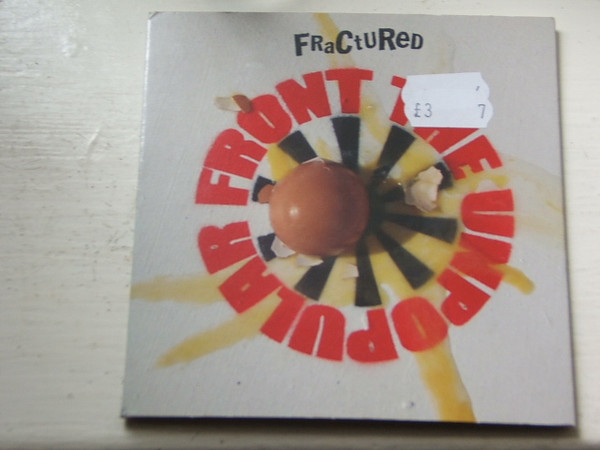 FRaCtUReD
THE UNPOPULAR FRONT
£3 7